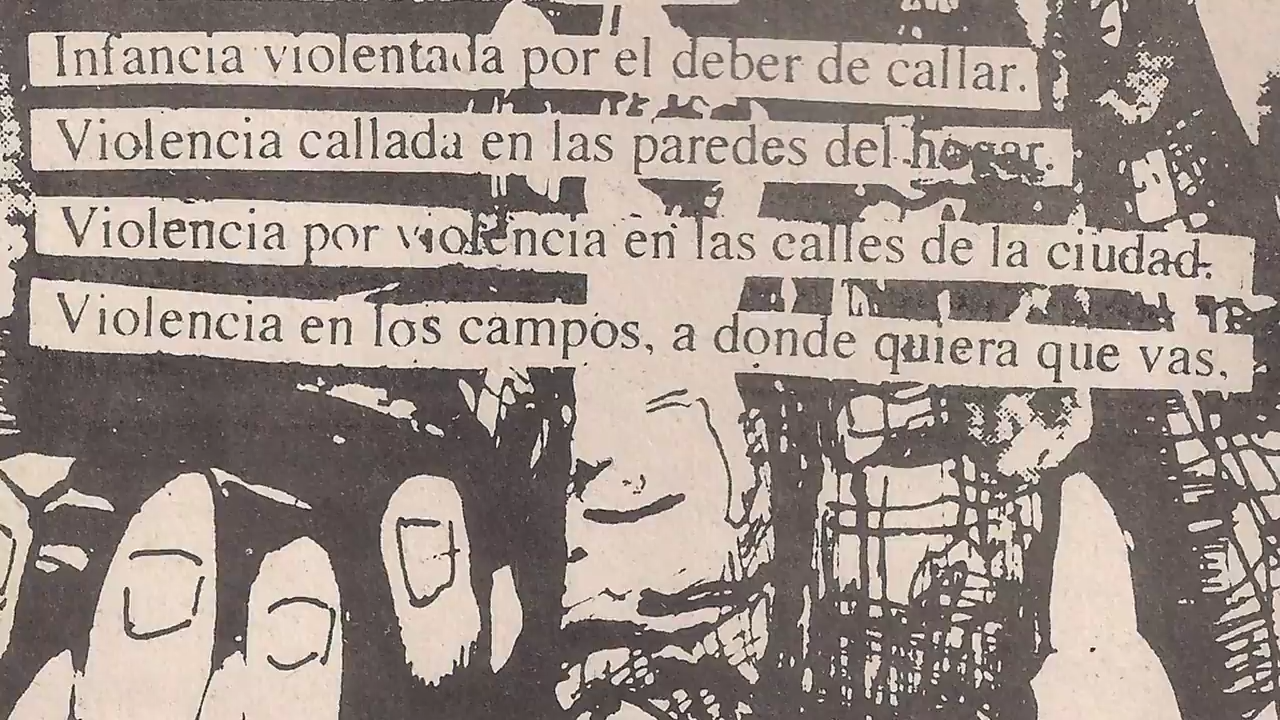 Infancia violentada por el deber de callar.
Violencia callada en las paredes del hogar.
Violencia por violencia en las calles de la ciudad.
Violencia en los campos, a donde quiera que vas.